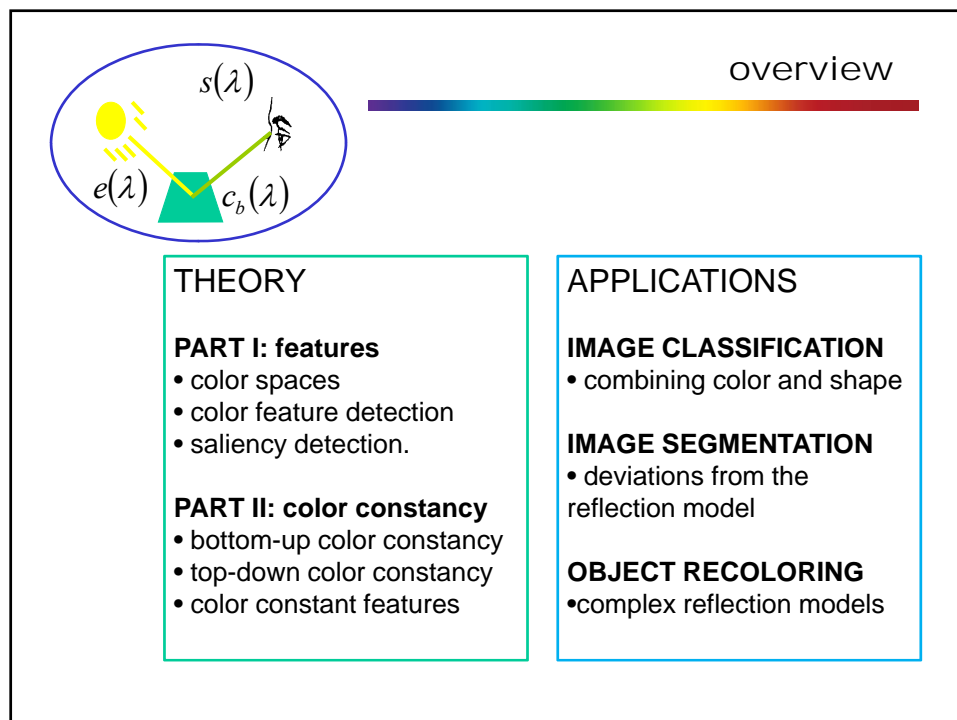 overview
s(λ)
e(λ)
c_b(λ)
THEORY
PART I: features
• color spaces
• color feature detection
• saliency detection.
PART II: color constancy
• bottom-up color constancy
• top-down color constancy
• color constant features
APPLICATIONS
IMAGE CLASSIFICATION
• combining color and shape
IMAGE SEGMENTATION
• deviations from the
reflection model
OBJECT RECOLORING
•complex reflection models